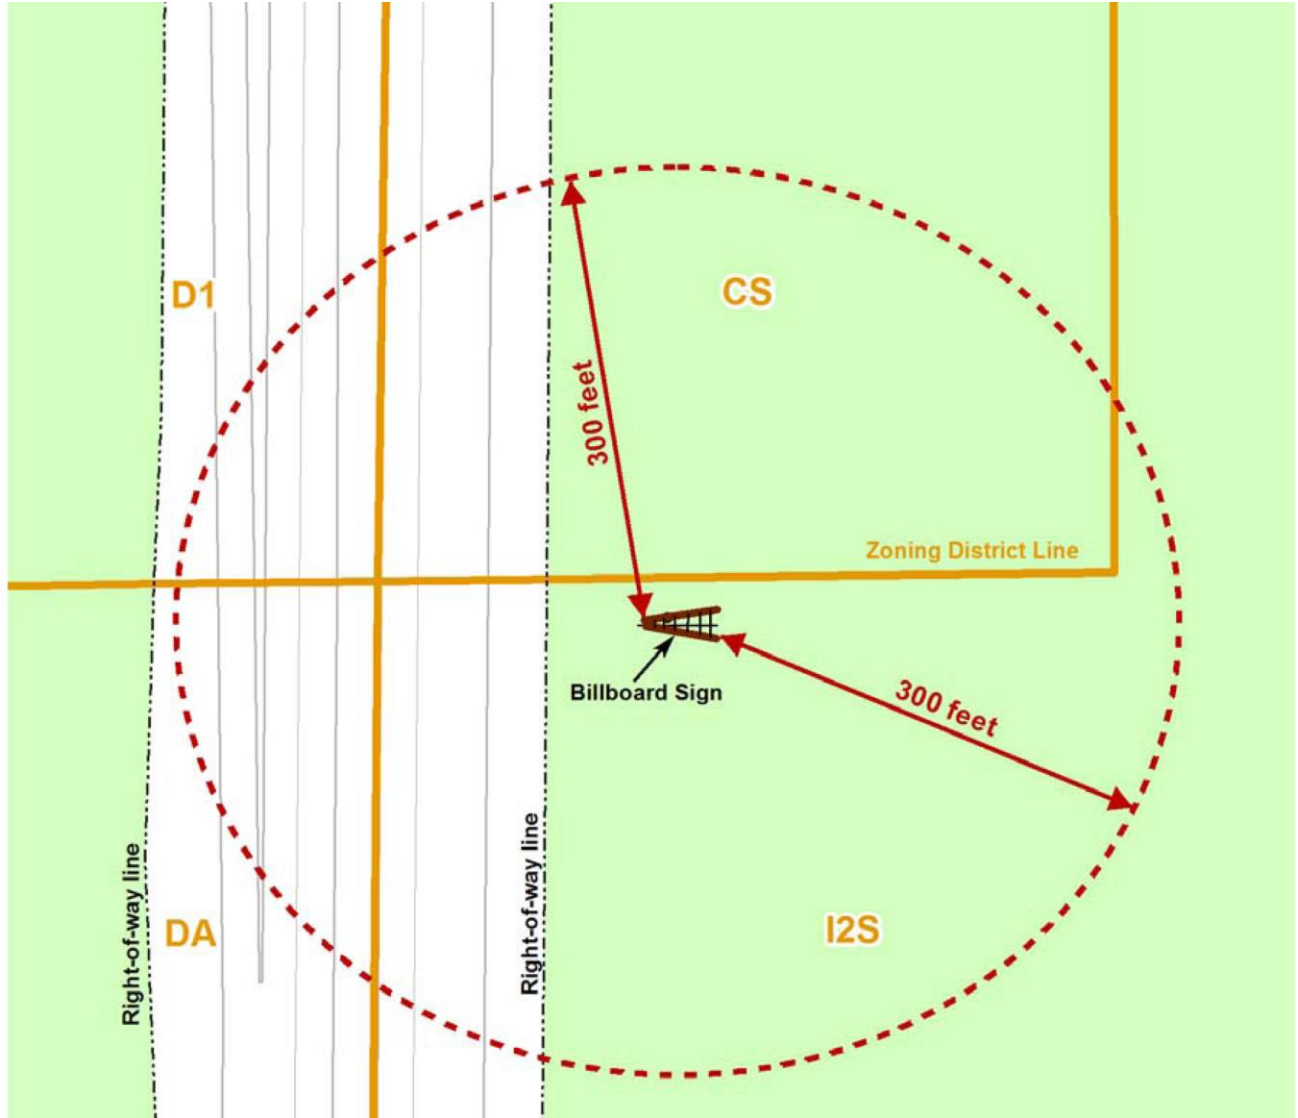 D1
CS
300 feet
Zoning District Line
Billboard Sign
300 feet
Right-of-way line
Right-of-way line
DA
I2S